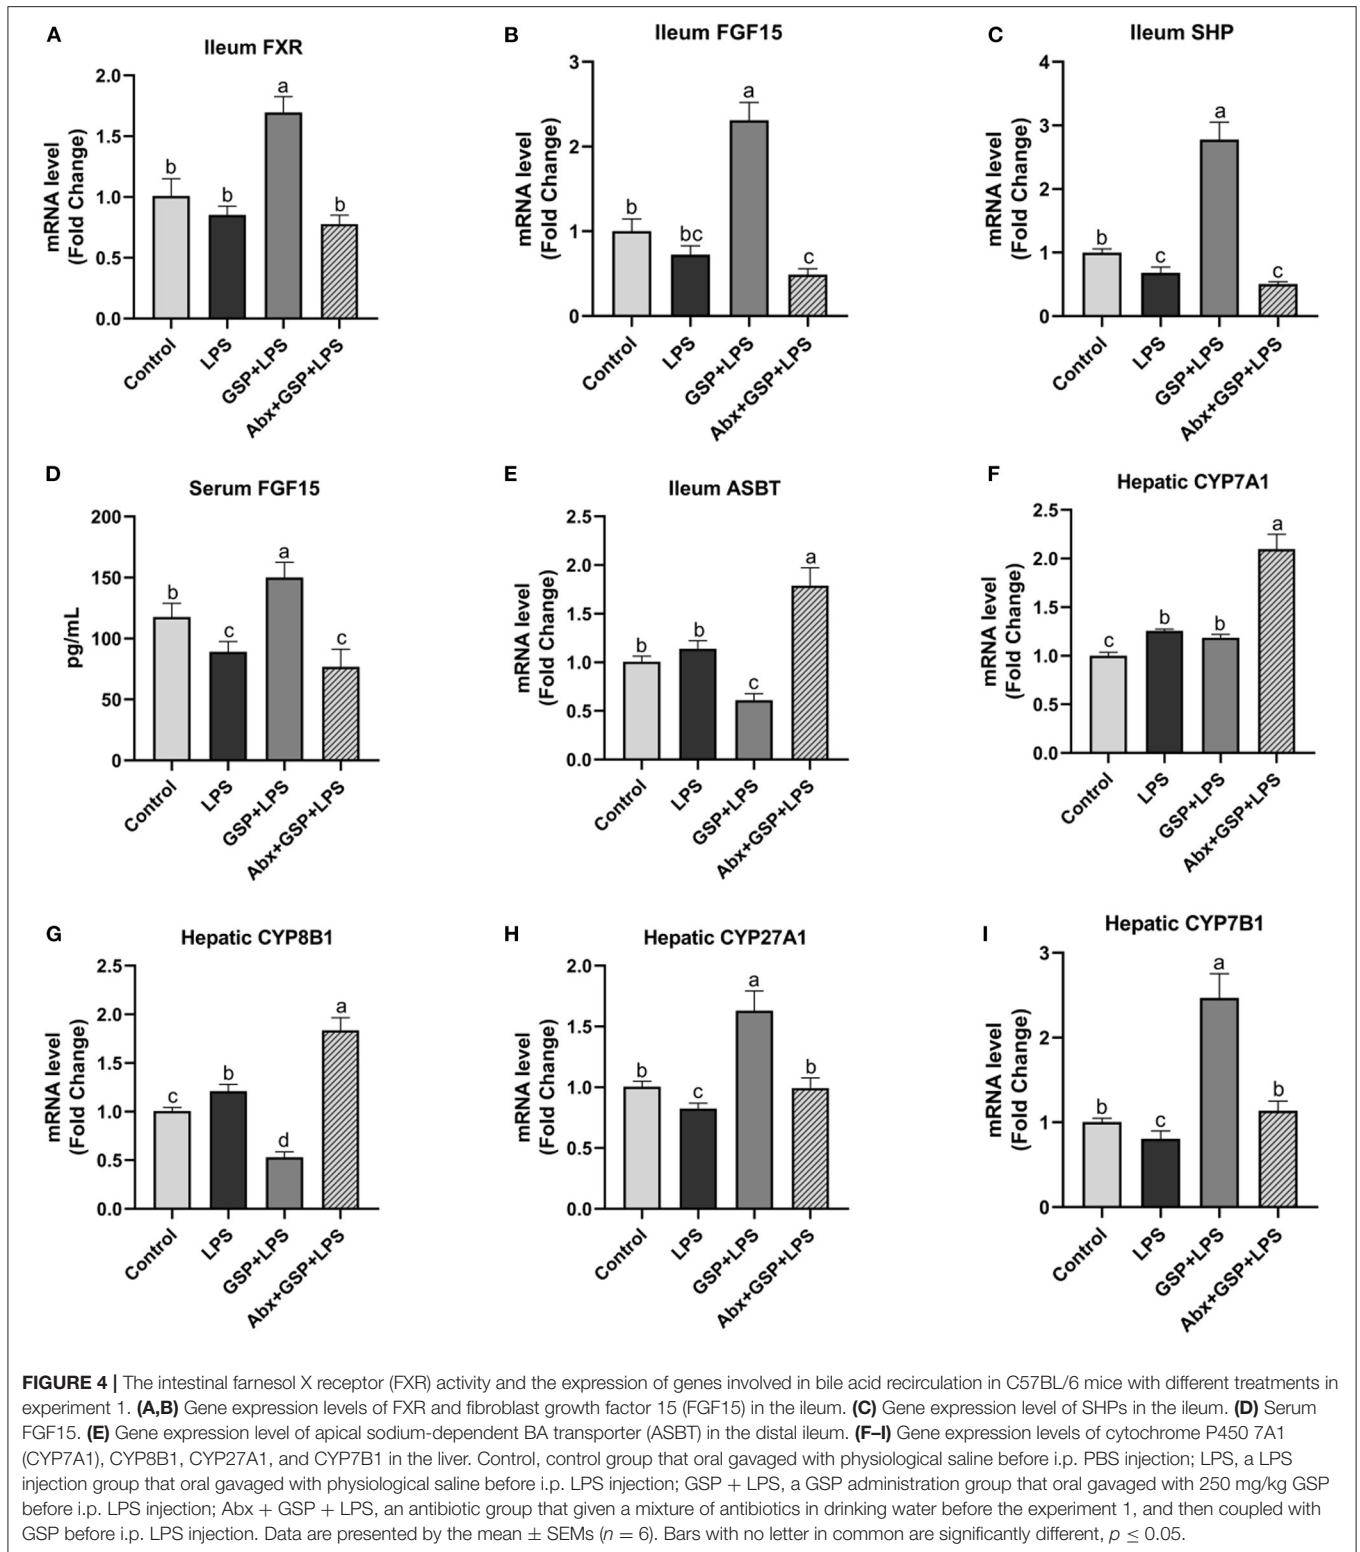 A
Ileum FXR
mRNA level
(Fold Change)
2.0
1.5
1.0
0.5
0.0
b
b
a
b
Control
LPS
GSP+LPS
Abx+GSP+LPS
B
Ileum FGF15
mRNA level
(Fold Change)
3
2
1
0
b
bc
a
c
Control
LPS
GSP+LPS
Abx+GSP+LPS
C
Ileum SHP
mRNA level
(Fold Change)
4
3
2
1
0
b
c
a
c
Control
LPS
GSP+LPS
Abx+GSP+LPS
D
Serum FGF15
pg/mL
200
150
100
50
0
b
c
a
c
Control
LPS
GSP+LPS
Abx+GSP+LPS
E
Ileum ASBT
mRNA level
(Fold Change)
2.5
2.0
1.5
1.0
0.5
0.0
b
b
c
a
Control
LPS
GSP+LPS
Abx+GSP+LPS
F
Hepatic CYP7A1
mRNA level
(Fold Change)
2.5
2.0
1.5
1.0
0.5
0.0
c
b
b
a
Control
LPS
GSP+LPS
Abx+GSP+LPS
G
Hepatic CYP8B1
mRNA level
(Fold Change)
2.5
2.0
1.5
1.0
0.5
0.0
c
b
d
a
Control
LPS
GSP+LPS
Abx+GSP+LPS
H
Hepatic CYP27A1
mRNA level
(Fold Change)
2.0
1.5
1.0
0.5
0.0
b
c
a
b
Control
LPS
GSP+LPS
Abx+GSP+LPS
I
Hepatic CYP7B1
mRNA level
(Fold Change)
3
2
1
0
b
c
a
b
Control
LPS
GSP+LPS
Abx+GSP+LPS
FIGURE 4 | The intestinal farnesol X receptor (FXR) activity and the expression of genes involved in bile acid recirculation in C57BL/6 mice with different treatments in
experiment 1. (A,B) Gene expression levels of FXR and fibroblast growth factor 15 (FGF15) in the ileum. (C) Gene expression level of SHPs in the ileum. (D) Serum
FGF15. (E) Gene expression level of apical sodium-dependent BA transporter (ASBT) in the distal ileum. (F–I) Gene expression levels of cytochrome P450 7A1
(CYP7A1), CYP8B1, CYP27A1, and CYP7B1 in the liver. Control, control group that oral gavaged with physiological saline before i.p. PBS injection; LPS, a LPS
injection group that oral gavaged with physiological saline before i.p. LPS injection; GSP + LPS, a GSP administration group that oral gavaged with 250 mg/kg GSP
before i.p. LPS injection; Abx + GSP + LPS, an antibiotic group that given a mixture of antibiotics in drinking water before the experiment 1, and then coupled with
GSP before i.p. LPS injection. Data are presented by the mean ± SEMs (n = 6). Bars with no letter in common are significantly different, p ≤ 0.05.